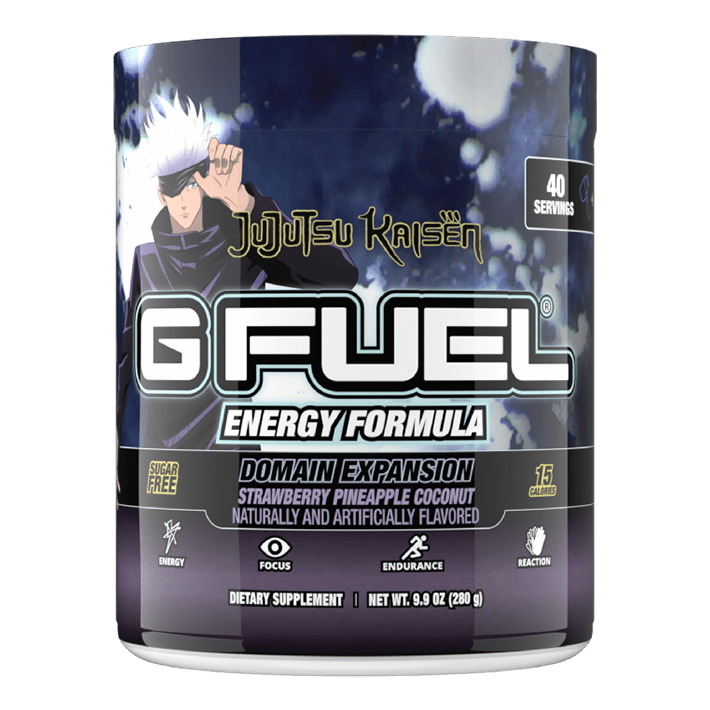 40
SERVINGS
JUJUTSU KAISEN
G FUEL®
ENERGY FORMULA
DOMAIN EXPANSION
STRAWBERRY PINEAPPLE COCONUT
NATURALLY AND ARTIFICIALLY FLAVORED
SUGAR
FREE
15
CALORIES
ENERGY
FOCUS
ENDURANCE
REACTION
DIETARY SUPPLEMENT | NET WT. 9.9 OZ (280 g)